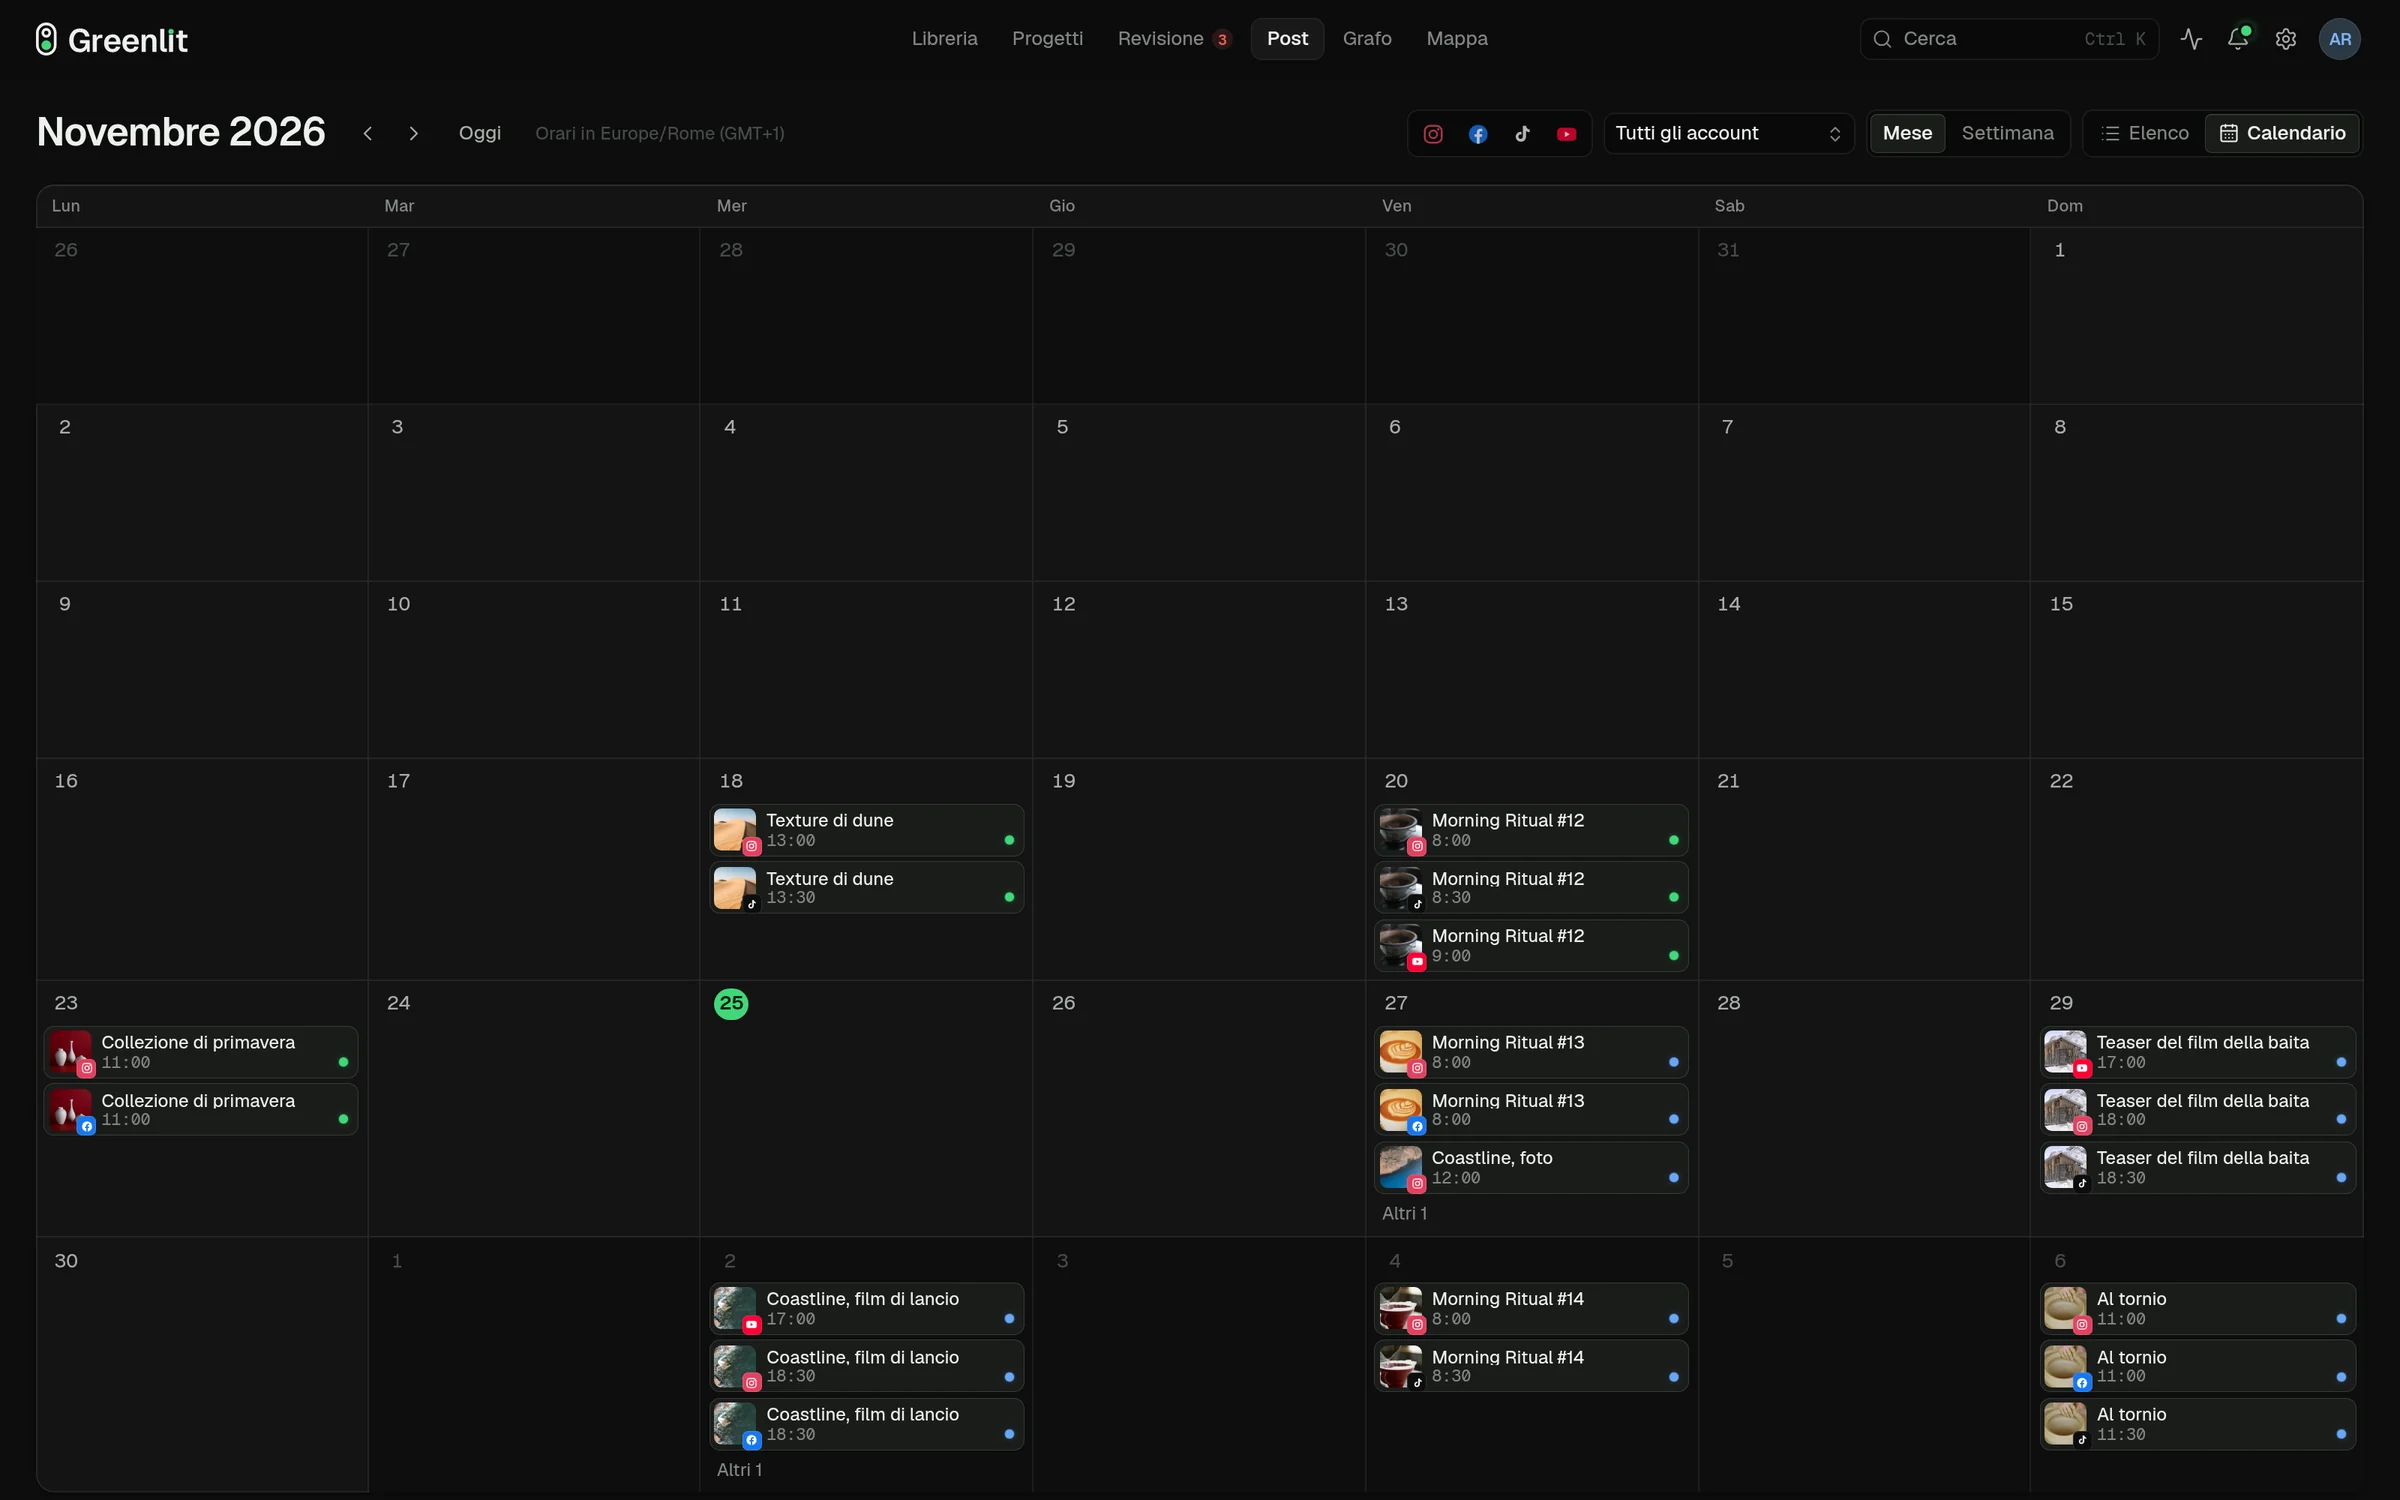 Greenlit
Libreria
Progetti
Revisione 3
Post
Grafo
Mappa
Cerca
Ctrl K
AR
Novembre 2026
Oggi
Orari in Europe/Rome (GMT+1)
Tutti gli account
Mese
Settimana
Elenco
Calendario
Lun
Mar
Mer
Gio
Ven
Sab
Dom
26
27
28
29
30
31
1
2
3
4
5
6
7
8
9
10
11
12
13
14
15
16
17
18
Texture di dune
13:00
Texture di dune
13:30
19
20
Morning Ritual #12
8:00
Morning Ritual #12
8:30
Morning Ritual #12
9:00
21
22
23
Collezione di primavera
11:00
Collezione di primavera
11:00
24
25
26
27
Morning Ritual #13
8:00
Morning Ritual #13
8:00
Coastline, foto
12:00
Altri 1
28
29
Teaser del film della baita
17:00
Teaser del film della baita
18:00
Teaser del film della baita
18:30
30
1
2
Coastline, film di lancio
17:00
Coastline, film di lancio
18:30
Coastline, film di lancio
18:30
Altri 1
3
4
Morning Ritual #14
8:00
Morning Ritual #14
8:30
5
6
Al tornio
11:00
Al tornio
11:00
Al tornio
11:30